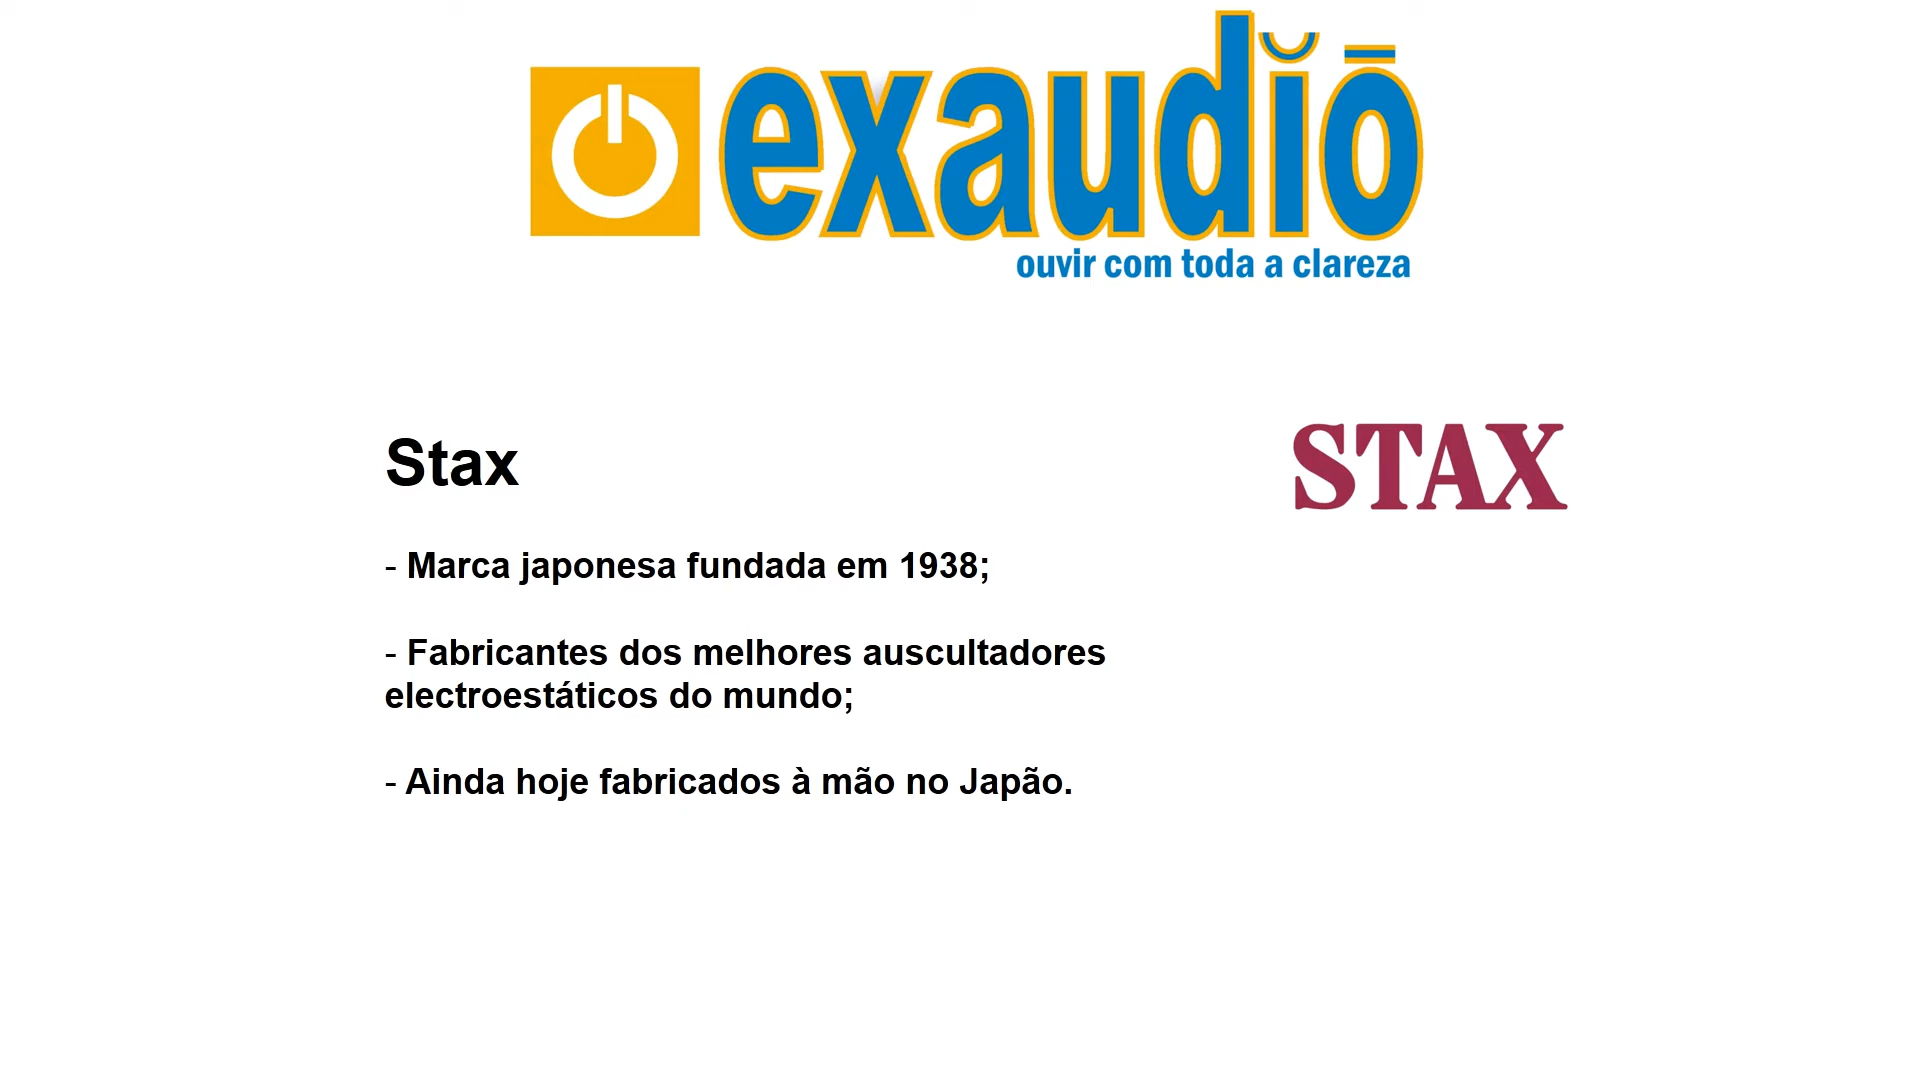 exaudĭō
ouvir com toda a clareza
Stax
STAX
- Marca japonesa fundada em 1938;
- Fabricantes dos melhores auscultadores
electroestáticos do mundo;
- Ainda hoje fabricados à mão no Japão.